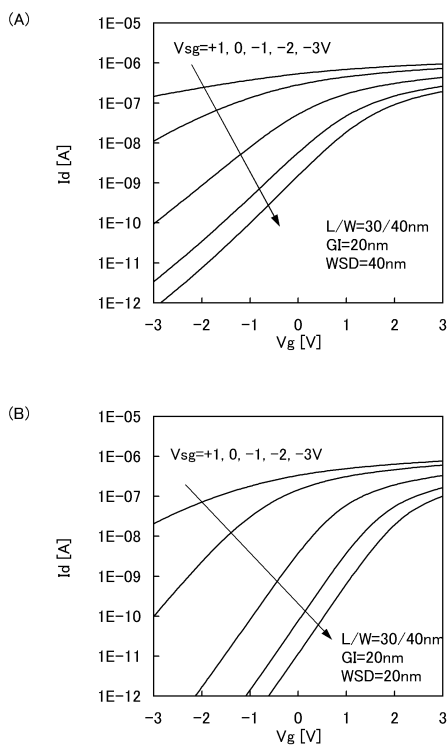 (A)
1E-05
1E-06
1E-07
1E-08
1E-09
1E-10
1E-11
1E-12
Id [A]
Vsg=+1, 0, -1, -2, -3V
L/W=30/40nm
GI=20nm
WSD=40nm
-3 -2 -1 0 1 2 3
Vg [V]
(B)
1E-05
1E-06
1E-07
1E-08
1E-09
1E-10
1E-11
1E-12
Id [A]
Vsg=+1, 0, -1, -2, -3V
L/W=30/40nm
GI=20nm
WSD=20nm
-3 -2 -1 0 1 2 3
Vg [V]